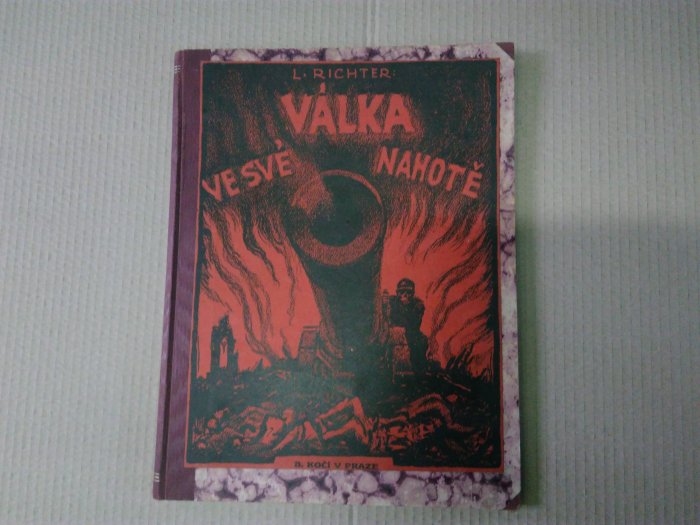 L. RICHTER:
VÁLKA
VE SVÉ NAHOTĚ
B. KOČÍ V PRAZE